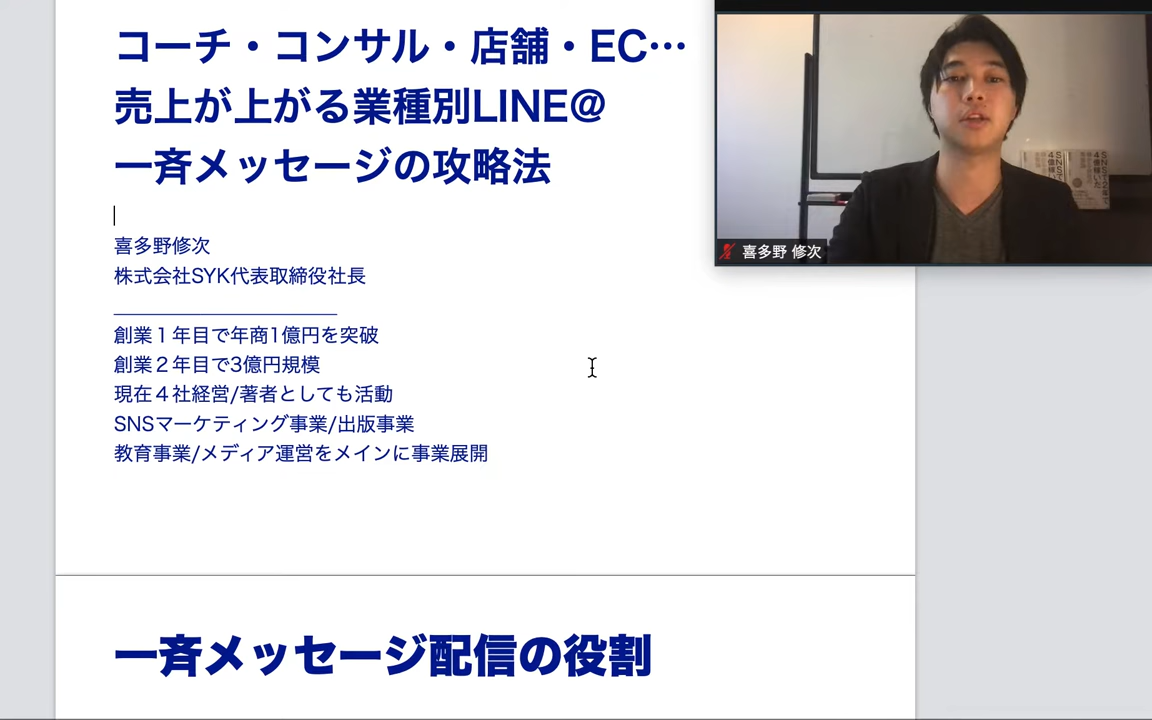 コーチ・コンサル・店舗・EC…
売上が上がる業種別LINE@
一斉メッセージの攻略法
喜多野修次
株式会社SYK代表取締役社長
創業１年目で年商1億円を突破
創業２年目で3億円規模
現在４社経営/著者としても活動
SNSマーケティング事業/出版事業
教育事業/メディア運営をメインに事業展開
一斉メッセージ配信の役割
喜多野 修次